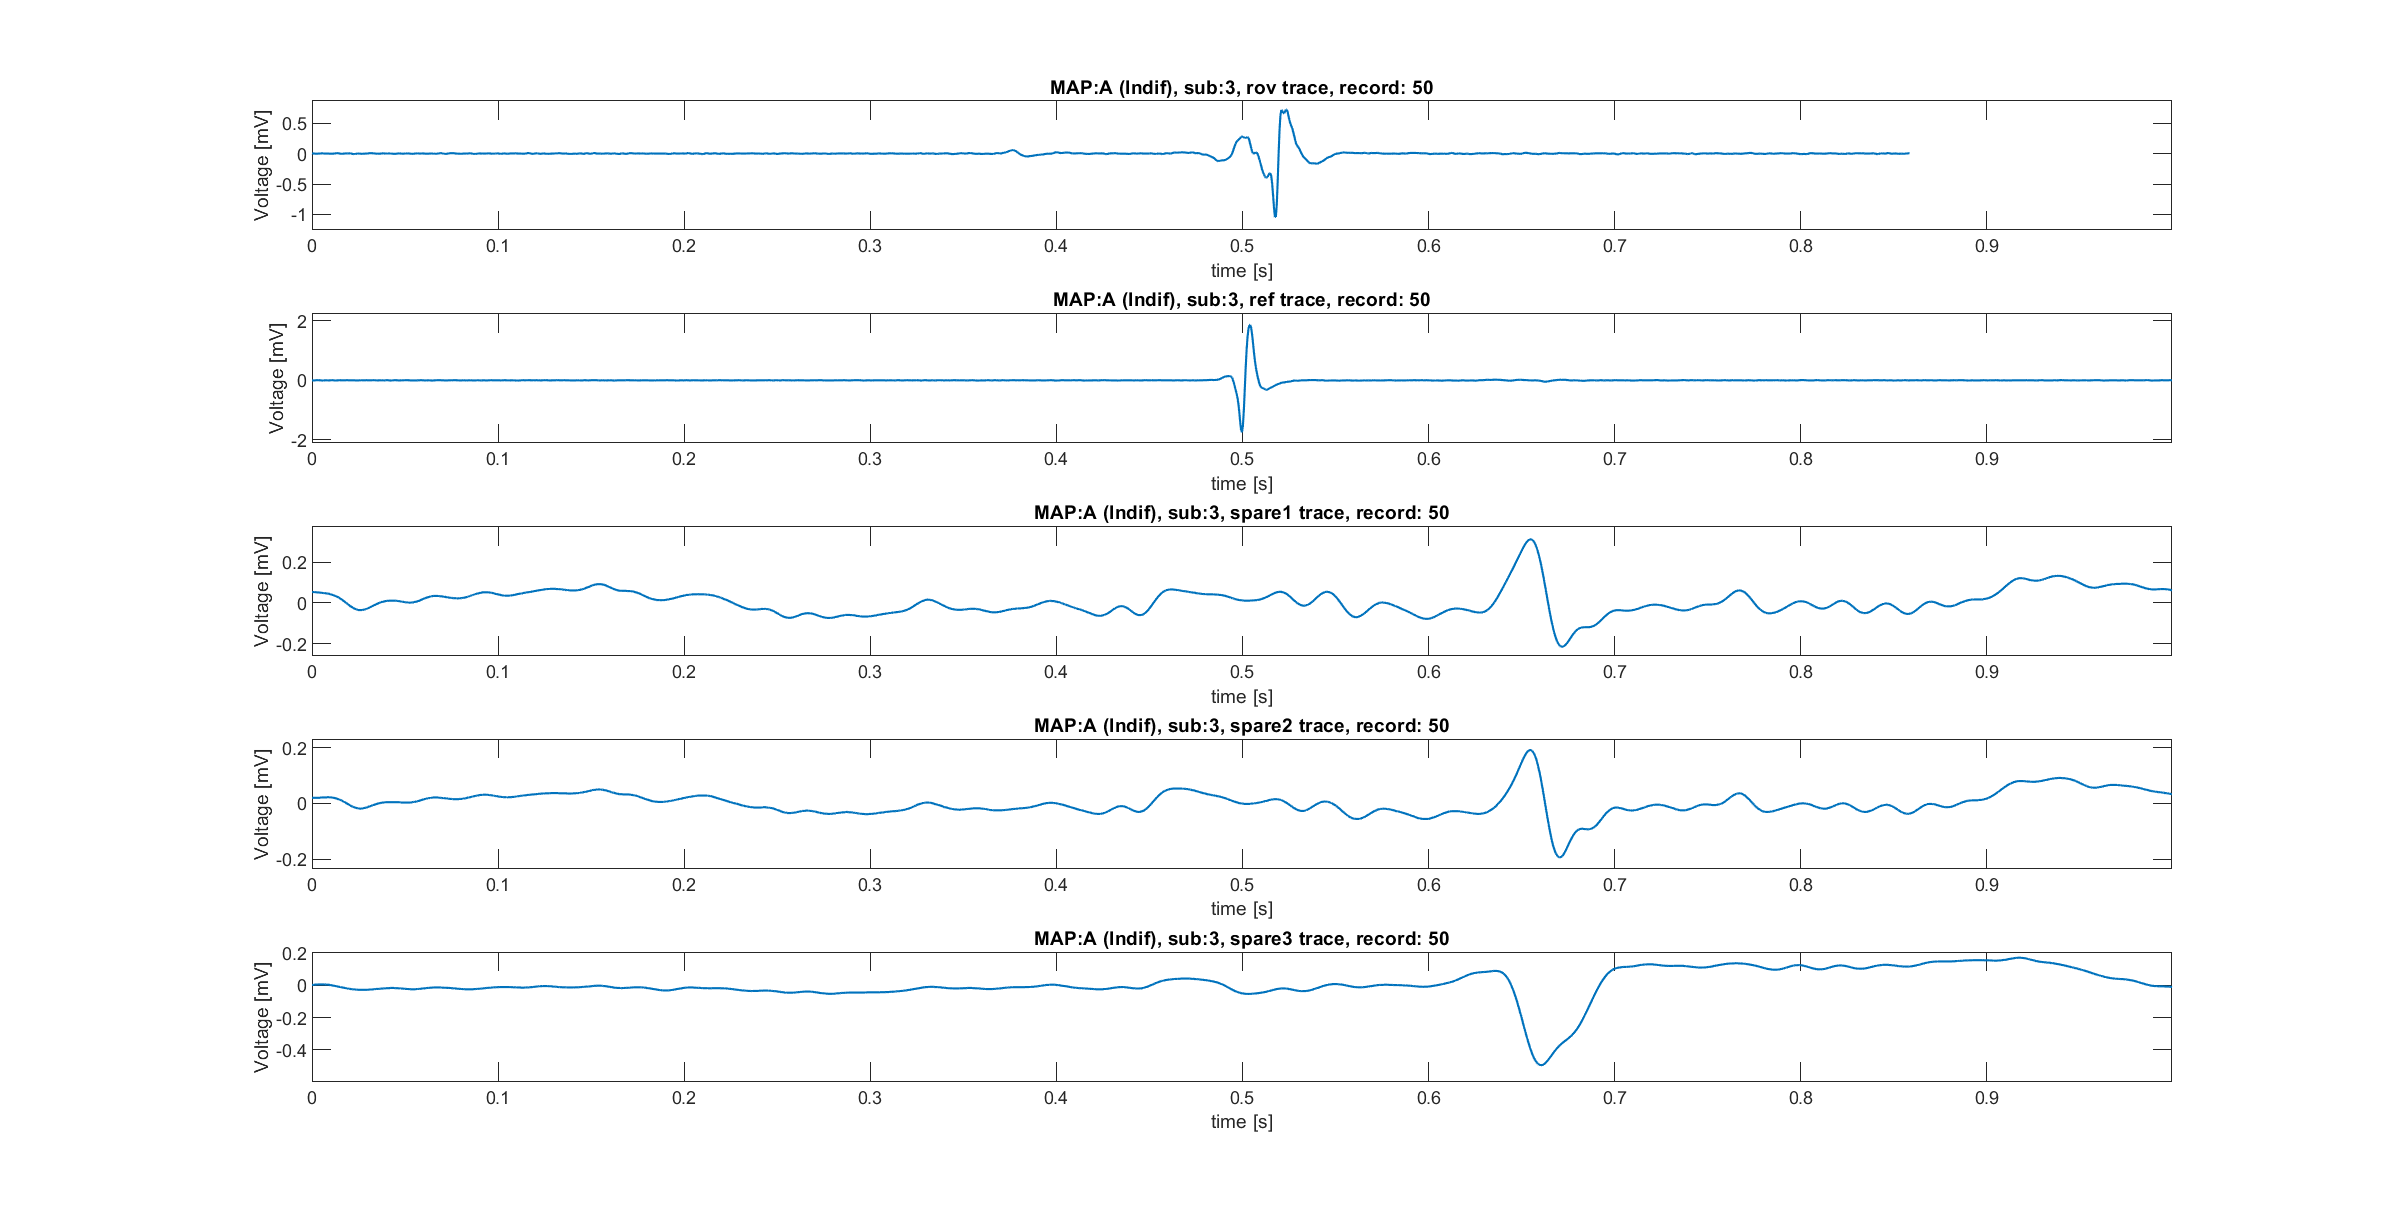 MAP:A (Indif), sub:3, rov trace, record: 50
Voltage [mV]
0.5
0
-0.5
-1
0 0.1 0.2 0.3 0.4 0.5 0.6 0.7 0.8 0.9
time [s]
MAP:A (Indif), sub:3, ref trace, record: 50
Voltage [mV]
2
0
-2
0 0.1 0.2 0.3 0.4 0.5 0.6 0.7 0.8 0.9
time [s]
MAP:A (Indif), sub:3, spare1 trace, record: 50
Voltage [mV]
0.2
0
-0.2
0 0.1 0.2 0.3 0.4 0.5 0.6 0.7 0.8 0.9
time [s]
MAP:A (Indif), sub:3, spare2 trace, record: 50
Voltage [mV]
0.2
0
-0.2
0 0.1 0.2 0.3 0.4 0.5 0.6 0.7 0.8 0.9
time [s]
MAP:A (Indif), sub:3, spare3 trace, record: 50
Voltage [mV]
0.2
0
-0.2
-0.4
0 0.1 0.2 0.3 0.4 0.5 0.6 0.7 0.8 0.9
time [s]